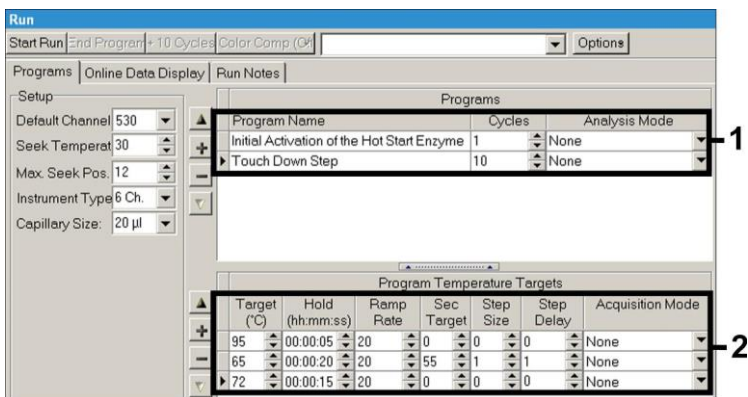 Run
Start Run End Program + 10 Cycles Color Comp (Off) Options
Programs Online Data Display Run Notes
Setup
Default Channel 530
Seek Temperat 30
Max. Seek Pos. 12
Instrument Type 6 Ch.
Capillary Size: 20 µl
Programs
Program Name Cycles Analysis Mode
Initial Activation of the Hot Start Enzyme 1 None
Touch Down Step 10 None
1
Program Temperature Targets
Target (°C) Hold (hh:mm:ss) Ramp Rate Sec Target Step Size Step Delay Acquisition Mode
95 00:00:05 20 0 0 0 None
65 00:00:20 20 55 1 1 None
72 00:00:15 20 0 0 0 None
2